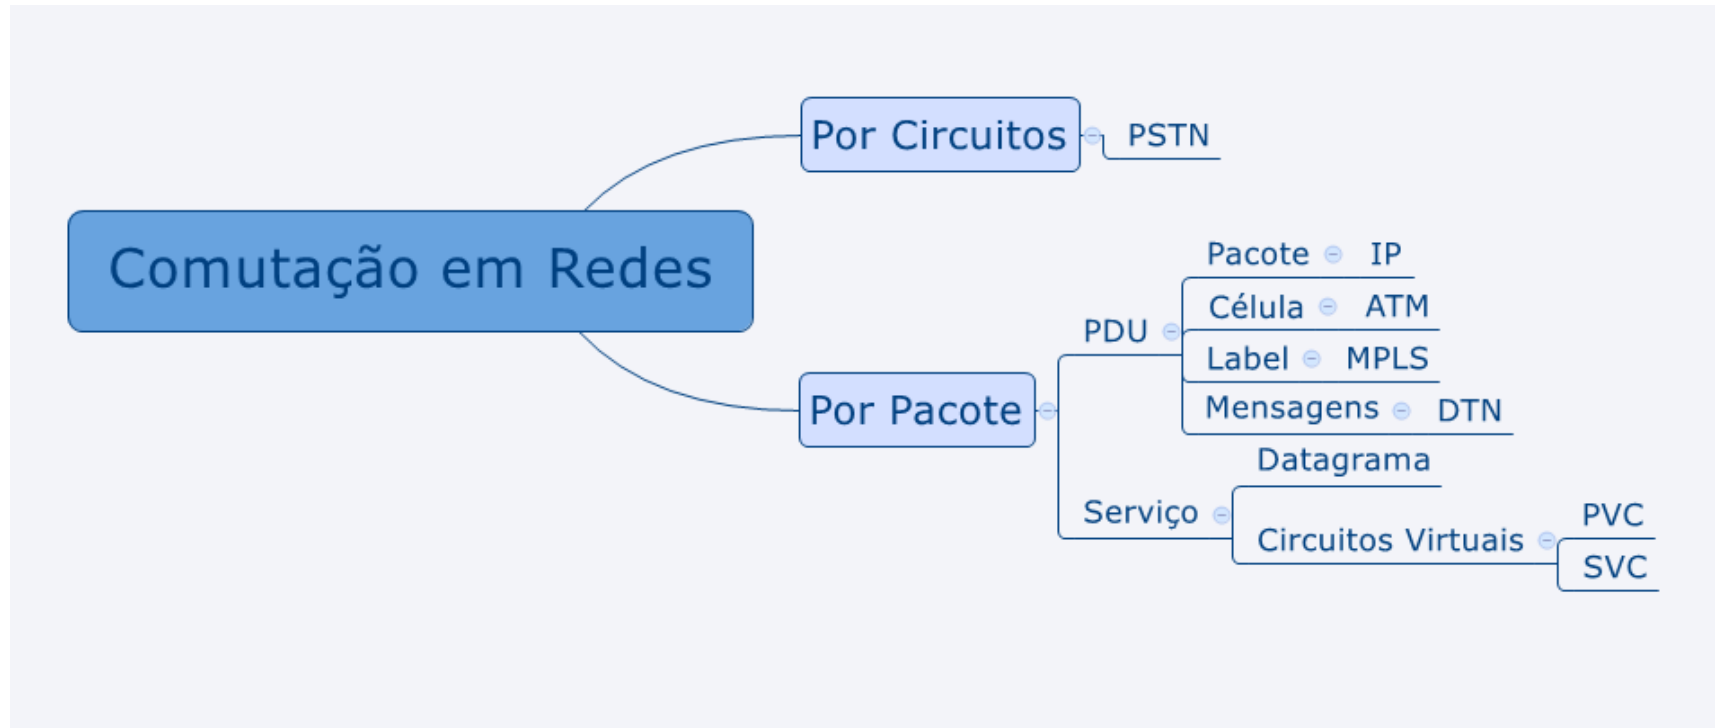 Comutação em Redes
Por Circuitos
PSTN
Por Pacote
PDU
Pacote
IP
Célula
ATM
Label
MPLS
Mensagens
DTN
Serviço
Datagrama
Circuitos Virtuais
PVC
SVC